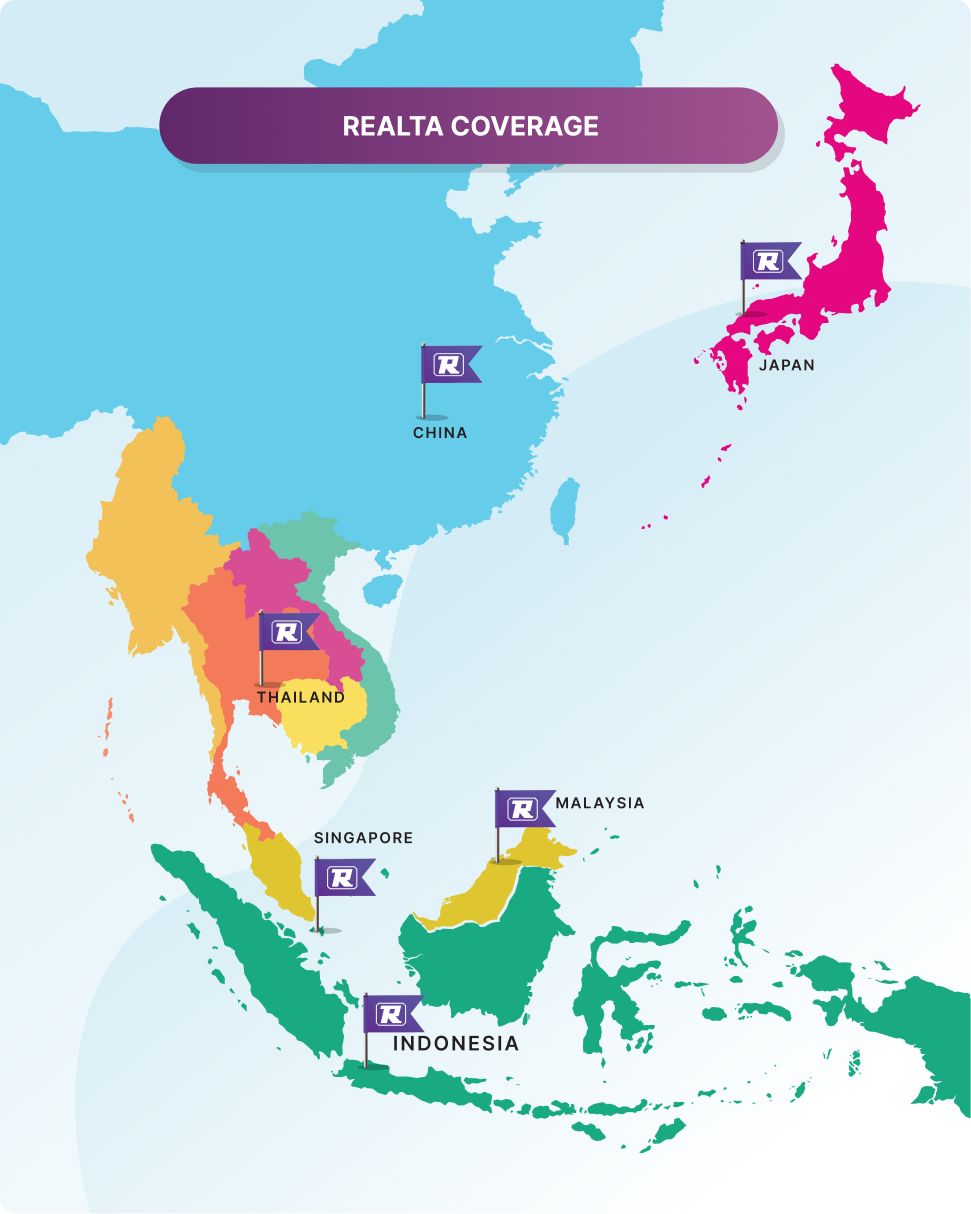 REALTA COVERAGE
R
JAPAN
R
CHINA
R
THAILAND
R
MALAYSIA
SINGAPORE
R
R
INDONESIA